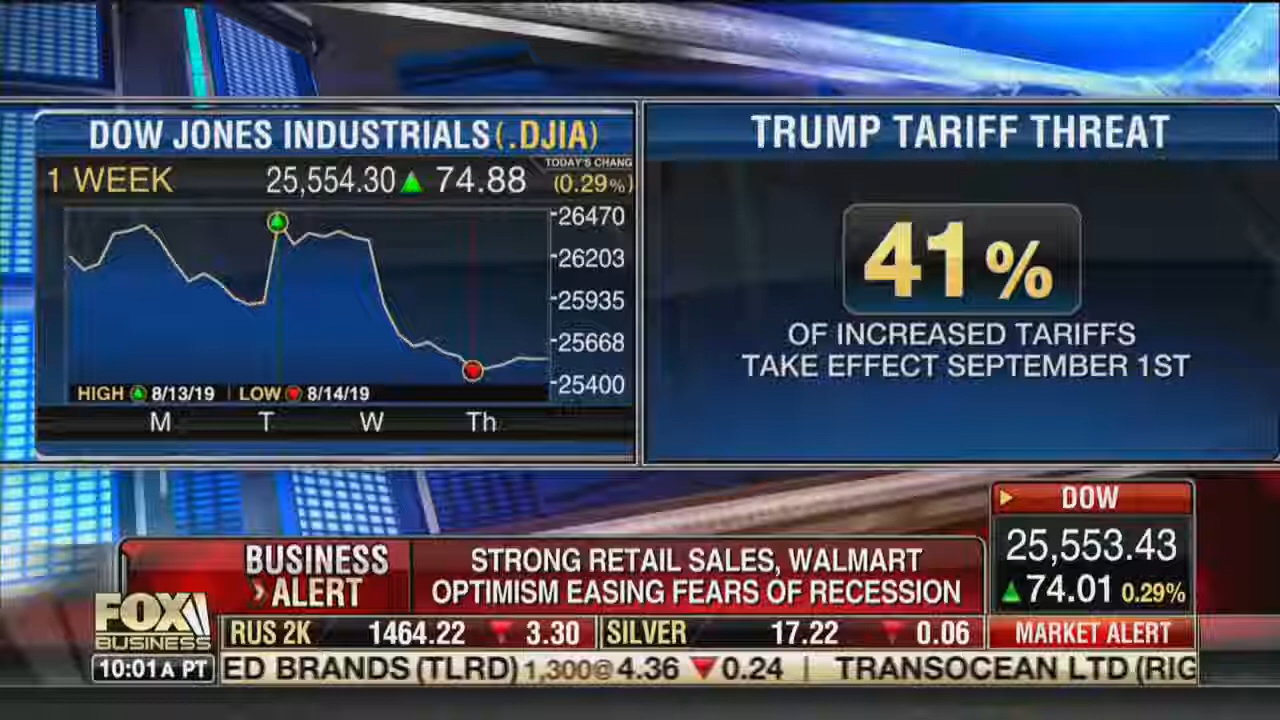 DOW JONES INDUSTRIALS(.DJIA)
1 WEEK 25,554.30 74.88 TODAY'S CHANG (0.29%)
26470
26203
25935
25668
25400
HIGH 8/13/19 | LOW 8/14/19
M T W Th
TRUMP TARIFF THREAT
41%
OF INCREASED TARIFFS
TAKE EFFECT SEPTEMBER 1ST
BUSINESS
ALERT
STRONG RETAIL SALES, WALMART
OPTIMISM EASING FEARS OF RECESSION
DOW
25,553.43
74.01 0.29%
MARKET ALERT
FOX
BUSINESS
10:01A PT
RUS 2K 1464.22 3.30 SILVER 17.22 0.06
ED BRANDS (TLRD) 1,300@4.36 0.24 | TRANSOCEAN LTD (RIG